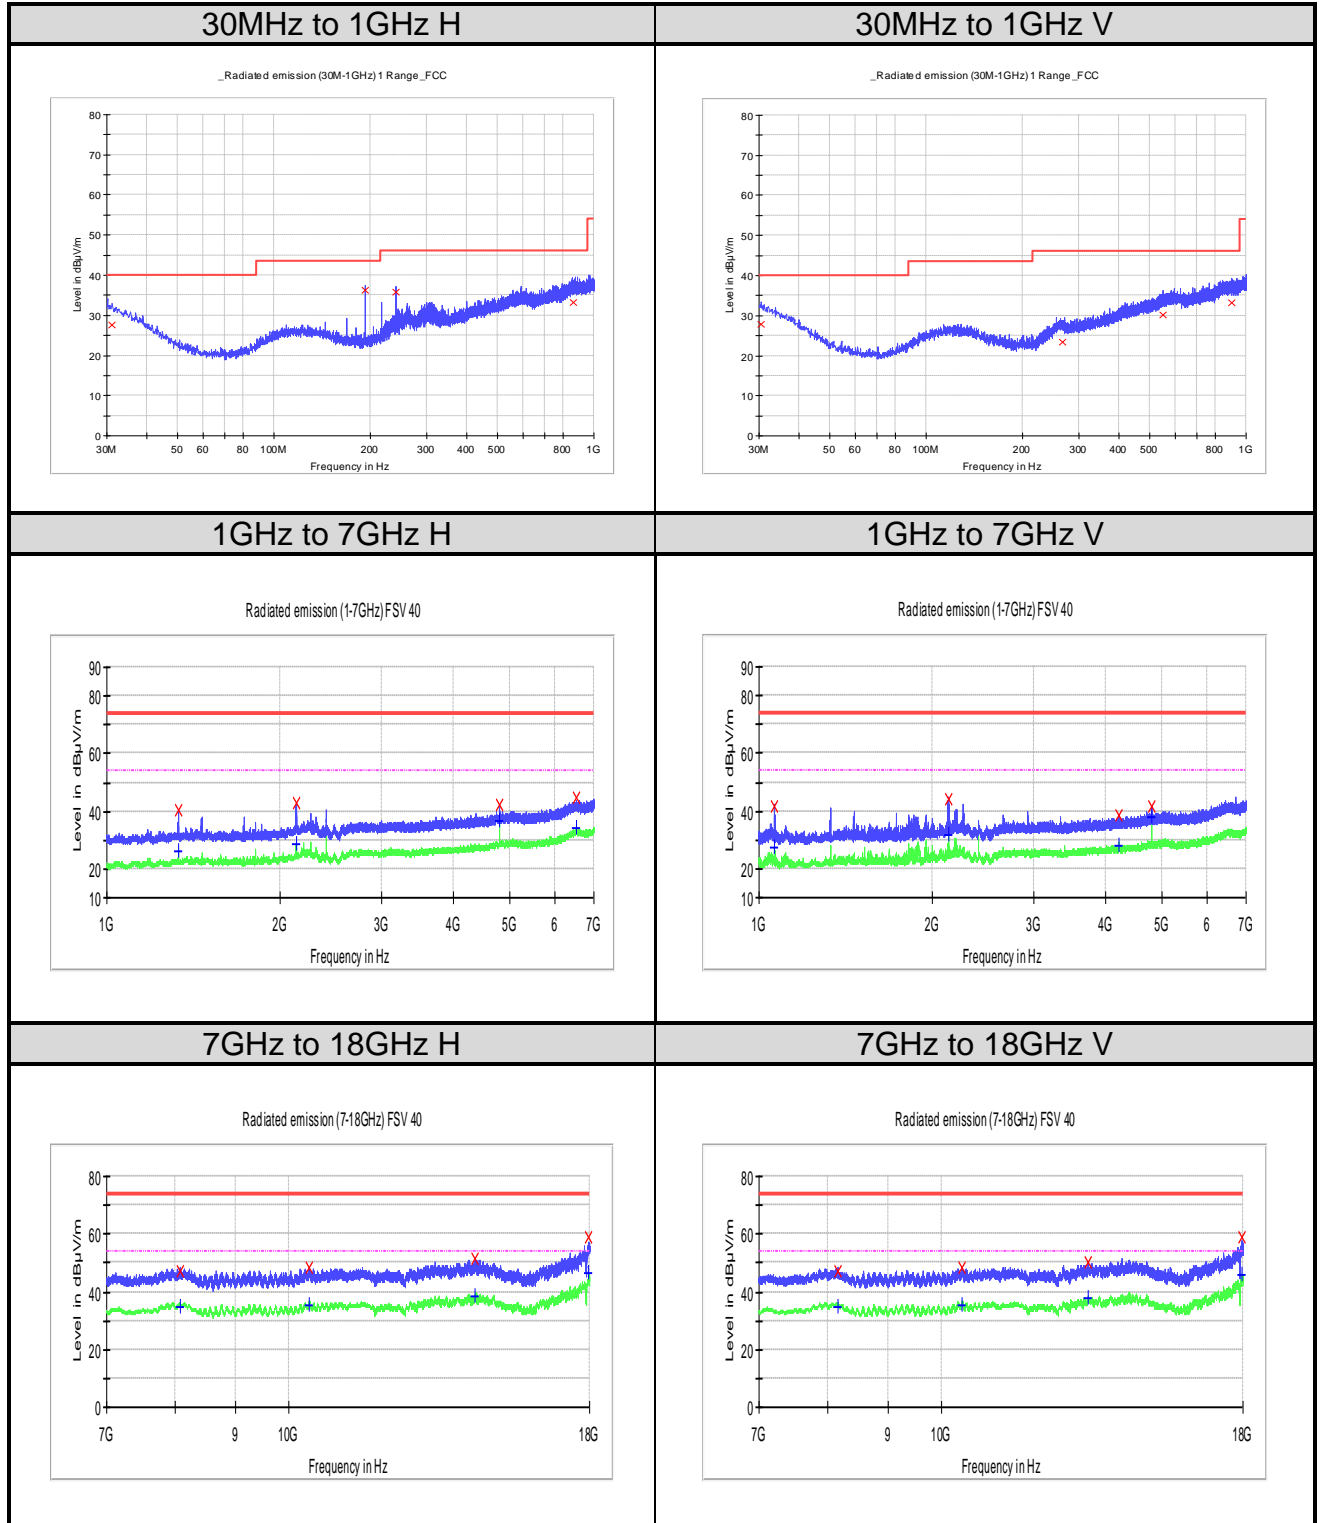 30MHz to 1GHz H
30MHz to 1GHz V
_Radiated emission (30M-1GHz) 1 Range_FCC
80
70
60
50
40
30
20
10
0
Level in dBµV/m
30M 50 60 80 100M 200 300 400 500 800 1G
Frequency in Hz
_Radiated emission (30M-1GHz) 1 Range_FCC
80
70
60
50
40
30
20
10
0
Level in dBµV/m
30M 50 60 80 100M 200 300 400 500 800 1G
Frequency in Hz
1GHz to 7GHz H
1GHz to 7GHz V
Radiated emission (1-7GHz) FSV 40
90
80
60
40
20
10
Level in dBµV/m
1G 2G 3G 4G 5G 6 7G
Frequency in Hz
Radiated emission (1-7GHz) FSV 40
90
80
60
40
20
10
Level in dBµV/m
1G 2G 3G 4G 5G 6 7G
Frequency in Hz
7GHz to 18GHz H
7GHz to 18GHz V
Radiated emission (7-18GHz) FSV 40
80
60
40
20
0
Level in dBµV/m
7G 9 10G 18G
Frequency in Hz
Radiated emission (7-18GHz) FSV 40
80
60
40
20
0
Level in dBµV/m
7G 9 10G 18G
Frequency in Hz